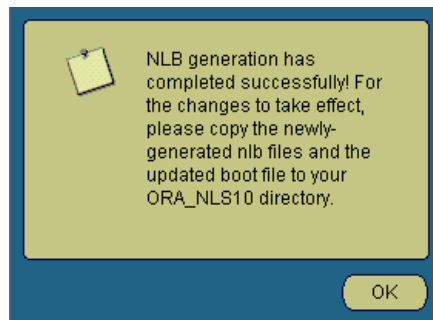 NLB generation has
completed successfully! For
the changes to take effect,
please copy the newly-
generated nlb files and the
updated boot file to your
ORA_NLS10 directory.
OK